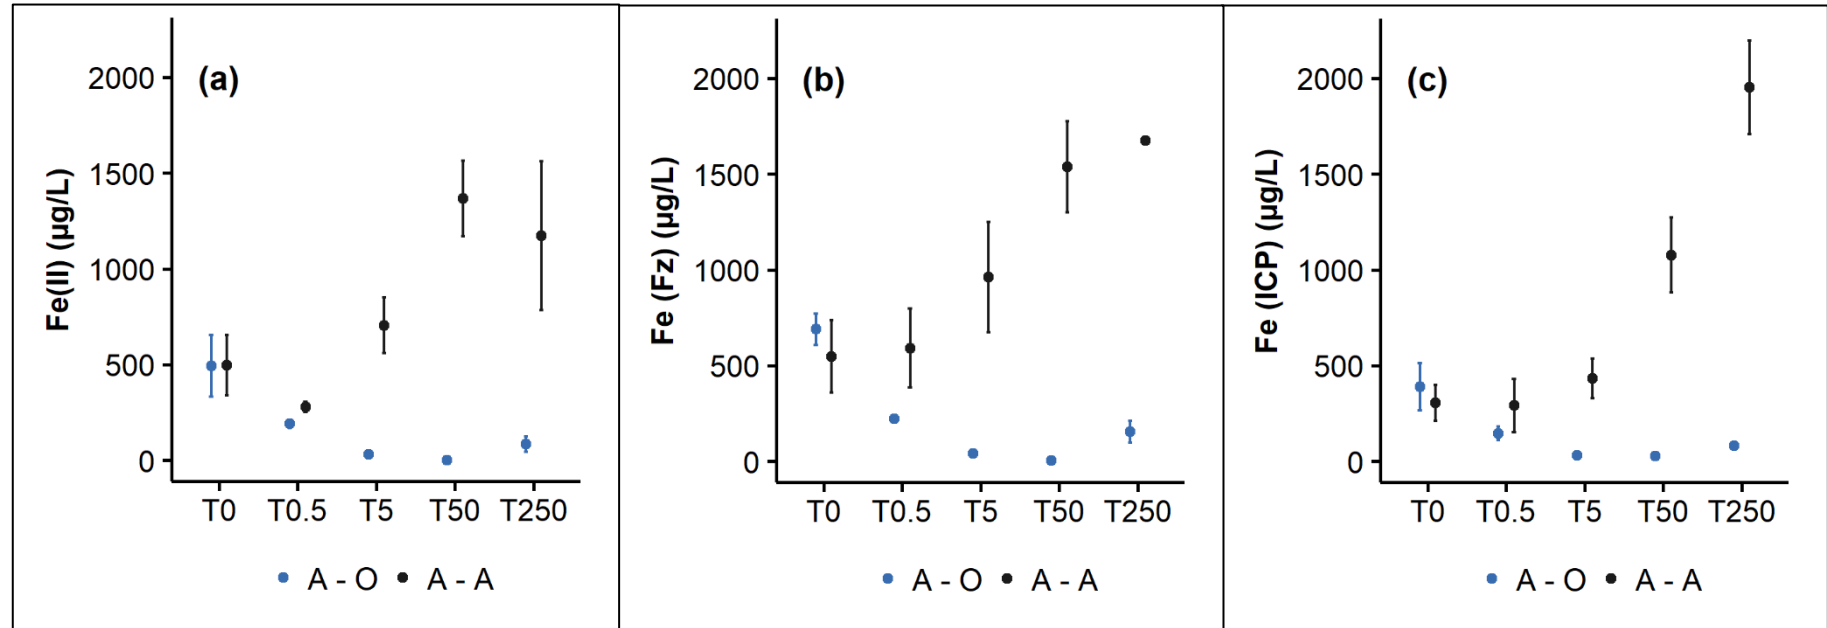 (a)
Fe(II) (µg/L)
2000
1500
1000
500
0
T0 T0.5 T5 T50 T250
A - O A - A
(b)
Fe (Fz) (µg/L)
2000
1500
1000
500
0
T0 T0.5 T5 T50 T250
A - O A - A
(c)
Fe (ICP) (µg/L)
2000
1500
1000
500
0
T0 T0.5 T5 T50 T250
A - O A - A